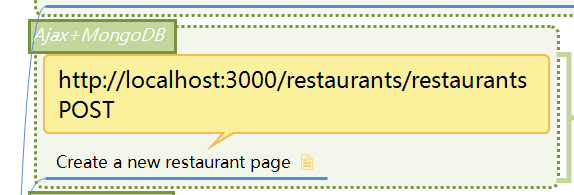 Ajax+MongoDB
http://localhost:3000/restaurants/restaurants
POST
Create a new restaurant page